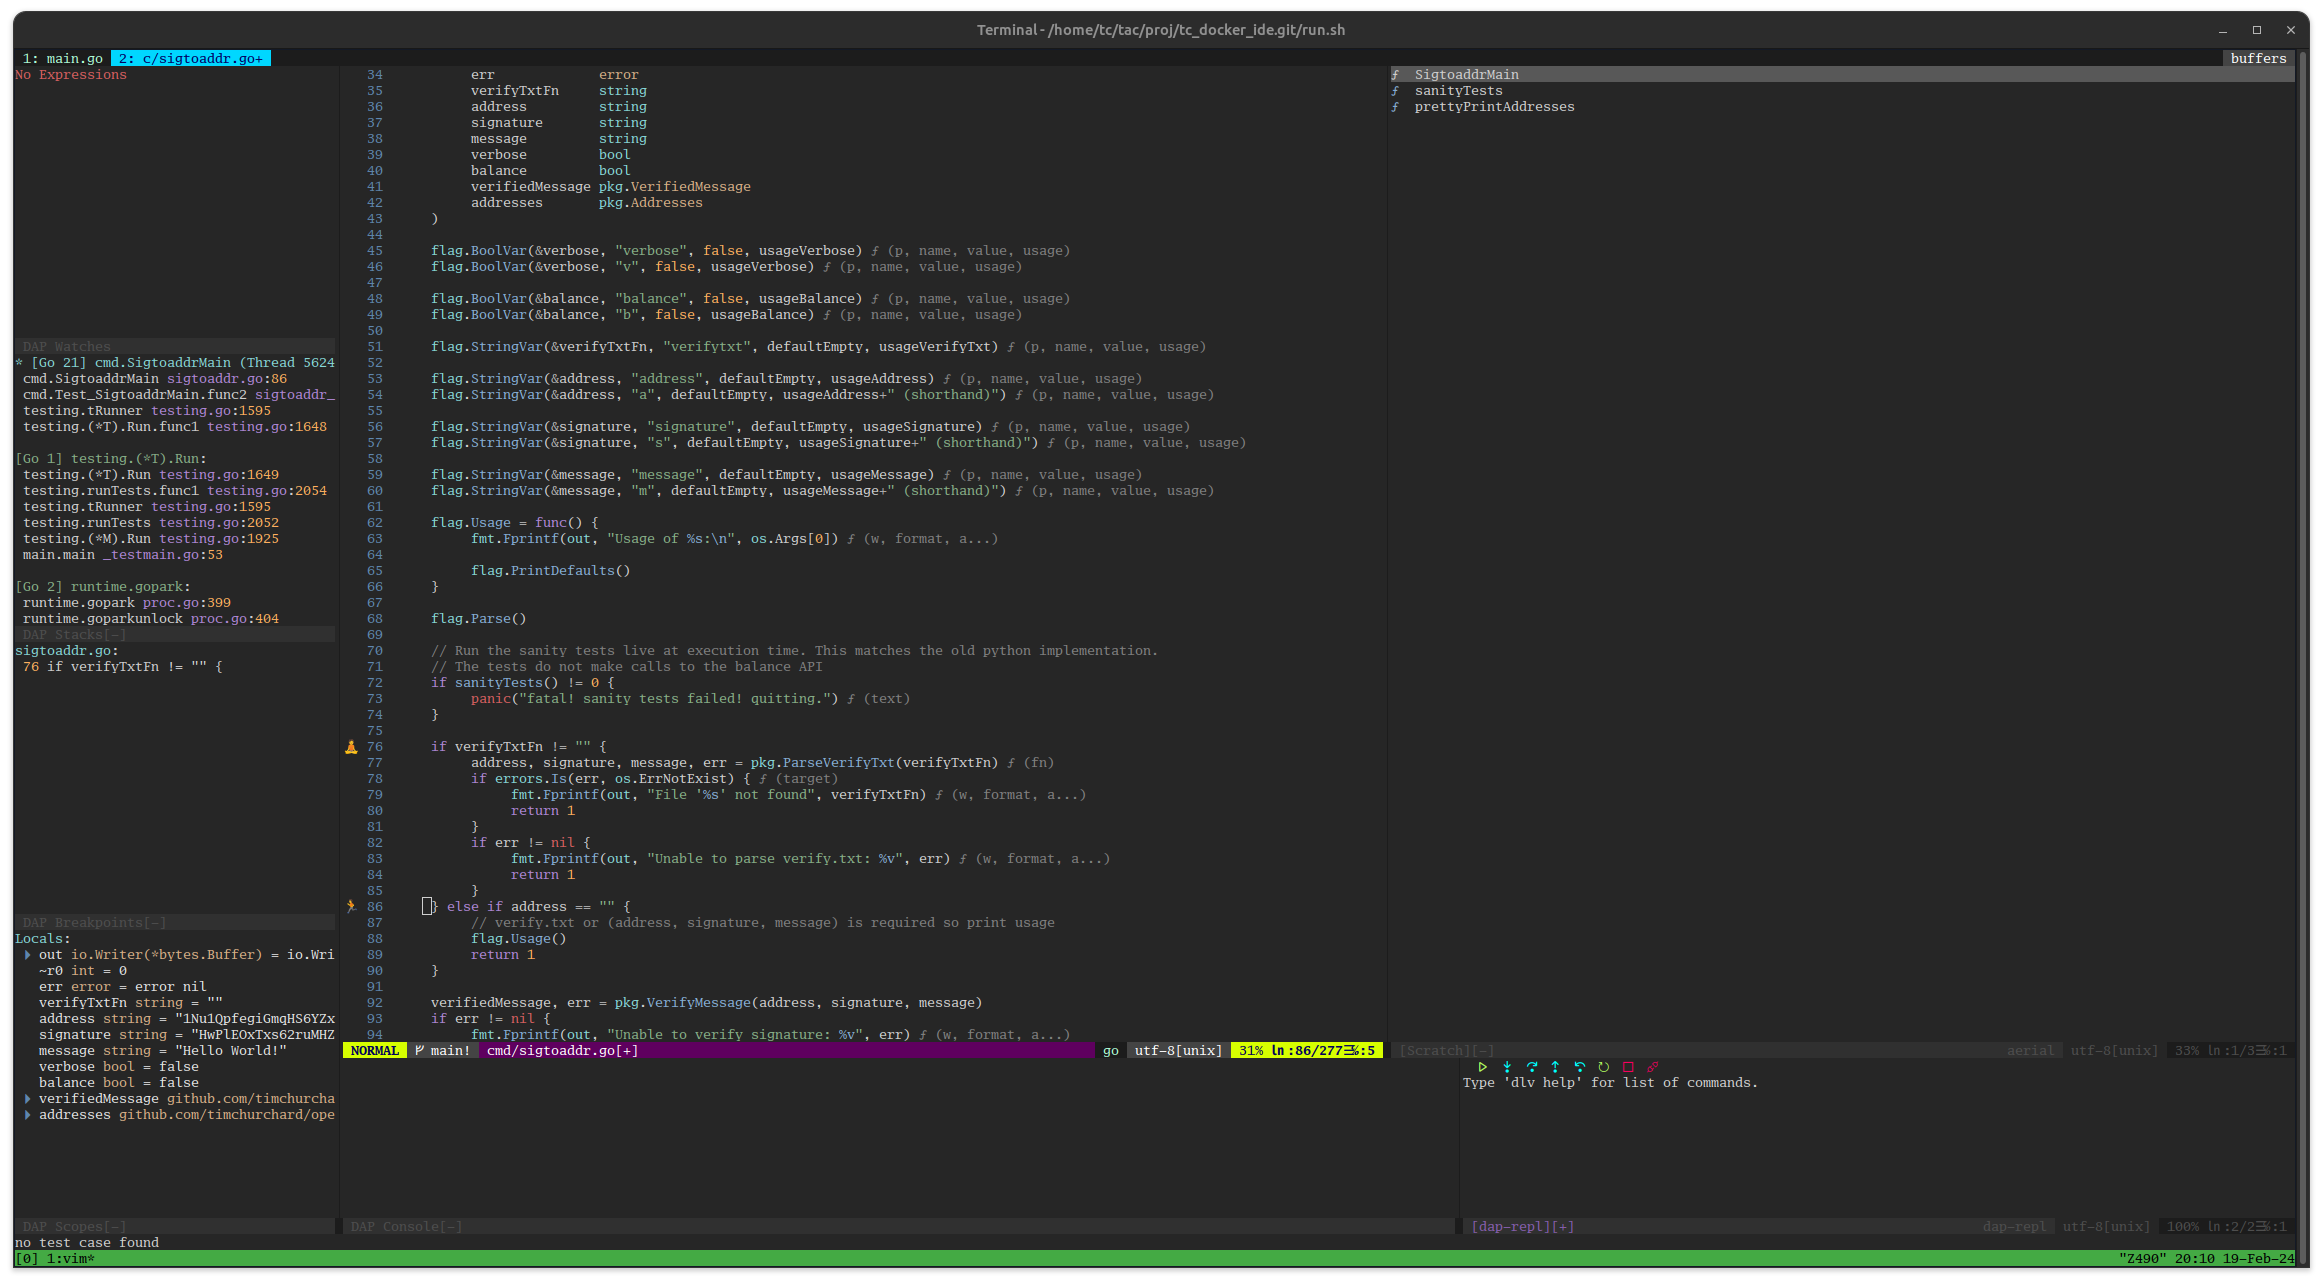 Terminal - /home/tc/tac/proj/tc_docker_ide.git/run.sh
1: main.go 2: c/sigtoaddr.go+ buffers
No Expressions
DAP Watches
* [Go 21] cmd.SigtoaddrMain (Thread 5624
cmd.SigtoaddrMain sigtoaddr.go:86
cmd.Test_SigtoaddrMain.func2 sigtoaddr_
testing.tRunner testing.go:1595
testing.(*T).Run.func1 testing.go:1648
[Go 1] testing.(*T).Run:
testing.(*T).Run testing.go:1649
testing.runTests.func1 testing.go:2054
testing.tRunner testing.go:1595
testing.runTests testing.go:2052
testing.(*M).Run testing.go:1925
main.main _testmain.go:53
[Go 2] runtime.gopark:
runtime.gopark proc.go:399
runtime.goparkunlock proc.go:404
DAP Stacks[-]
sigtoaddr.go:
76 if verifyTxtFn != "" {
DAP Breakpoints[-]
Locals:
out io.Writer(*bytes.Buffer) = io.Wri
~r0 int = 0
err error = error nil
verifyTxtFn string = ""
address string = "1Nu1QpfegiGmqHS6YZx
signature string = "HwPlEOxTxs62ruMHZ
message string = "Hello World!"
verbose bool = false
balance bool = false
verifiedMessage github.com/timchurcha
addresses github.com/timchurchard/ope
DAP Scopes[-]
34 err error
35 verifyTxtFn string
36 address string
37 signature string
38 message string
39 verbose bool
40 balance bool
41 verifiedMessage pkg.VerifiedMessage
42 addresses pkg.Addresses
43 )
44
45 flag.BoolVar(&verbose, "verbose", false, usageVerbose) ƒ (p, name, value, usage)
46 flag.BoolVar(&verbose, "v", false, usageVerbose) ƒ (p, name, value, usage)
47
48 flag.BoolVar(&balance, "balance", false, usageBalance) ƒ (p, name, value, usage)
49 flag.BoolVar(&balance, "b", false, usageBalance) ƒ (p, name, value, usage)
50
51 flag.StringVar(&verifyTxtFn, "verifytxt", defaultEmpty, usageVerifyTxt) ƒ (p, name, value, usage)
52
53 flag.StringVar(&address, "address", defaultEmpty, usageAddress) ƒ (p, name, value, usage)
54 flag.StringVar(&address, "a", defaultEmpty, usageAddress+" (shorthand)") ƒ (p, name, value, usage)
55
56 flag.StringVar(&signature, "signature", defaultEmpty, usageSignature) ƒ (p, name, value, usage)
57 flag.StringVar(&signature, "s", defaultEmpty, usageSignature+" (shorthand)") ƒ (p, name, value, usage)
58
59 flag.StringVar(&message, "message", defaultEmpty, usageMessage) ƒ (p, name, value, usage)
60 flag.StringVar(&message, "m", defaultEmpty, usageMessage+" (shorthand)") ƒ (p, name, value, usage)
61
62 flag.Usage = func() {
63 fmt.Fprintf(out, "Usage of %s:\n", os.Args[0]) ƒ (w, format, a...)
64
65 flag.PrintDefaults()
66 }
67
68 flag.Parse()
69
70 // Run the sanity tests live at execution time. This matches the old python implementation.
71 // The tests do not make calls to the balance API
72 if sanityTests() != 0 {
73 panic("fatal! sanity tests failed! quitting.") ƒ (text)
74 }
75
76 if verifyTxtFn != "" {
77 address, signature, message, err = pkg.ParseVerifyTxt(verifyTxtFn) ƒ (fn)
78 if errors.Is(err, os.ErrNotExist) { ƒ (target)
79 fmt.Fprintf(out, "File '%s' not found", verifyTxtFn) ƒ (w, format, a...)
80 return 1
81 }
82 if err != nil {
83 fmt.Fprintf(out, "Unable to parse verify.txt: %v", err) ƒ (w, format, a...)
84 return 1
85 }
86 } else if address == "" {
87 // verify.txt or (address, signature, message) is required so print usage
88 flag.Usage()
89 return 1
90 }
91
92 verifiedMessage, err = pkg.VerifyMessage(address, signature, message)
93 if err != nil {
94 fmt.Fprintf(out, "Unable to verify signature: %v", err) ƒ (w, format, a...)
NORMAL main! cmd/sigtoaddr.go[+] go utf-8[unix] 31% ln:86/277☰%:5
DAP Console[-]
ƒ SigtoaddrMain
ƒ sanityTests
ƒ prettyPrintAddresses
[Scratch][-] aerial utf-8[unix] 33% ln:1/3☰%:1
Type 'dlv help' for list of commands.
[dap-repl][+] dap-repl utf-8[unix] 100% ln:2/2☰%:1
no test case found
[0] 1:vim* "Z490" 20:10 19-Feb-24